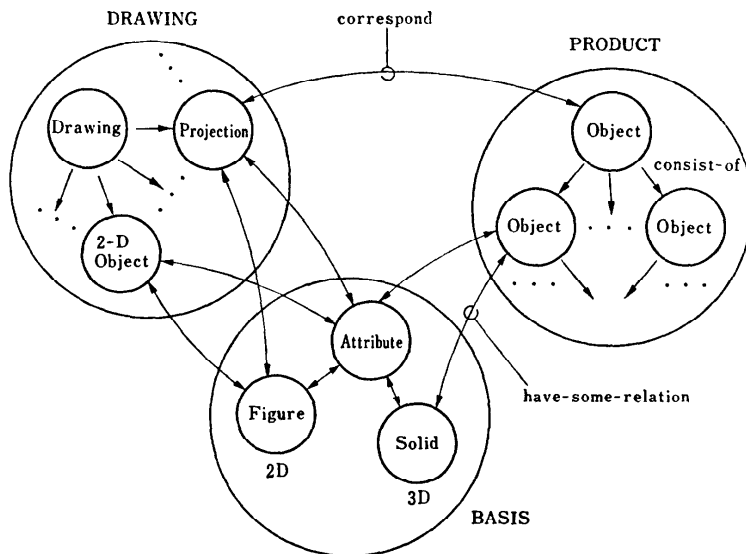 DRAWING
correspond
PRODUCT
Drawing
Projection
Object
consist-of
2-D
Object
Object
Object
Attribute
have-some-relation
Figure
Solid
2D
3D
BASIS